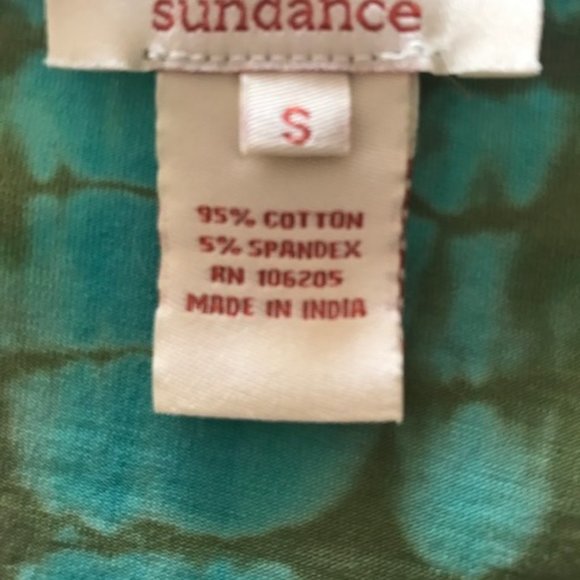 sundance
S
95% COTTON
5% SPANDEX
RN 106205
MADE IN INDIA